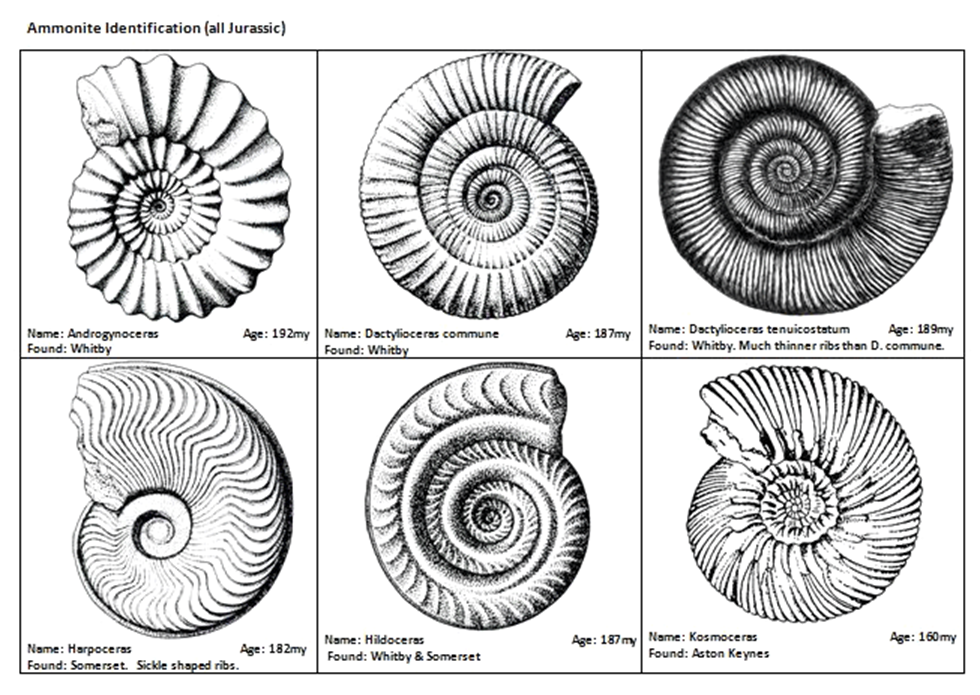 Ammonite Identification (all Jurassic)
Name: Androgynoceras Age: 192my
Found: Whitby
Name: Dactylioceras commune Age: 187my
Found: Whitby
Name: Dactylioceras tenuicostatum Age: 189my
Found: Whitby. Much thinner ribs than D. commune.
Name: Harpoceras Age: 182my
Found: Somerset. Sickle shaped ribs.
Name: Hildoceras Age: 187my
Found: Whitby & Somerset
Name: Kosmoceras Age: 160my
Found: Aston Keynes